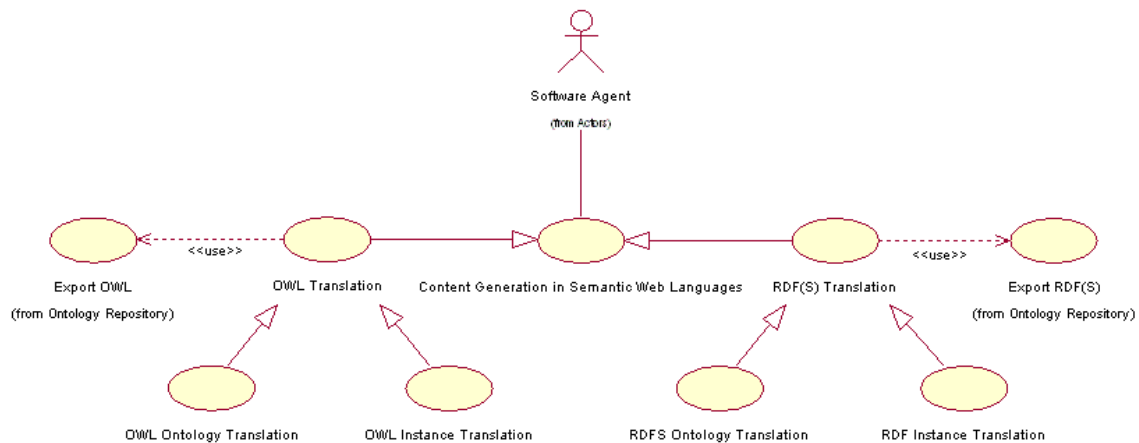 Software Agent
(from Actors)
<<use>>
<<use>>
Export OWL
OWL Translation
Content Generation in Semantic Web Languages
RDF(S) Translation
Export RDF(S)
(from Ontology Repository)
(from Ontology Repository)
OWL Ontology Translation
OWL Instance Translation
RDFS Ontology Translation
RDF Instance Translation